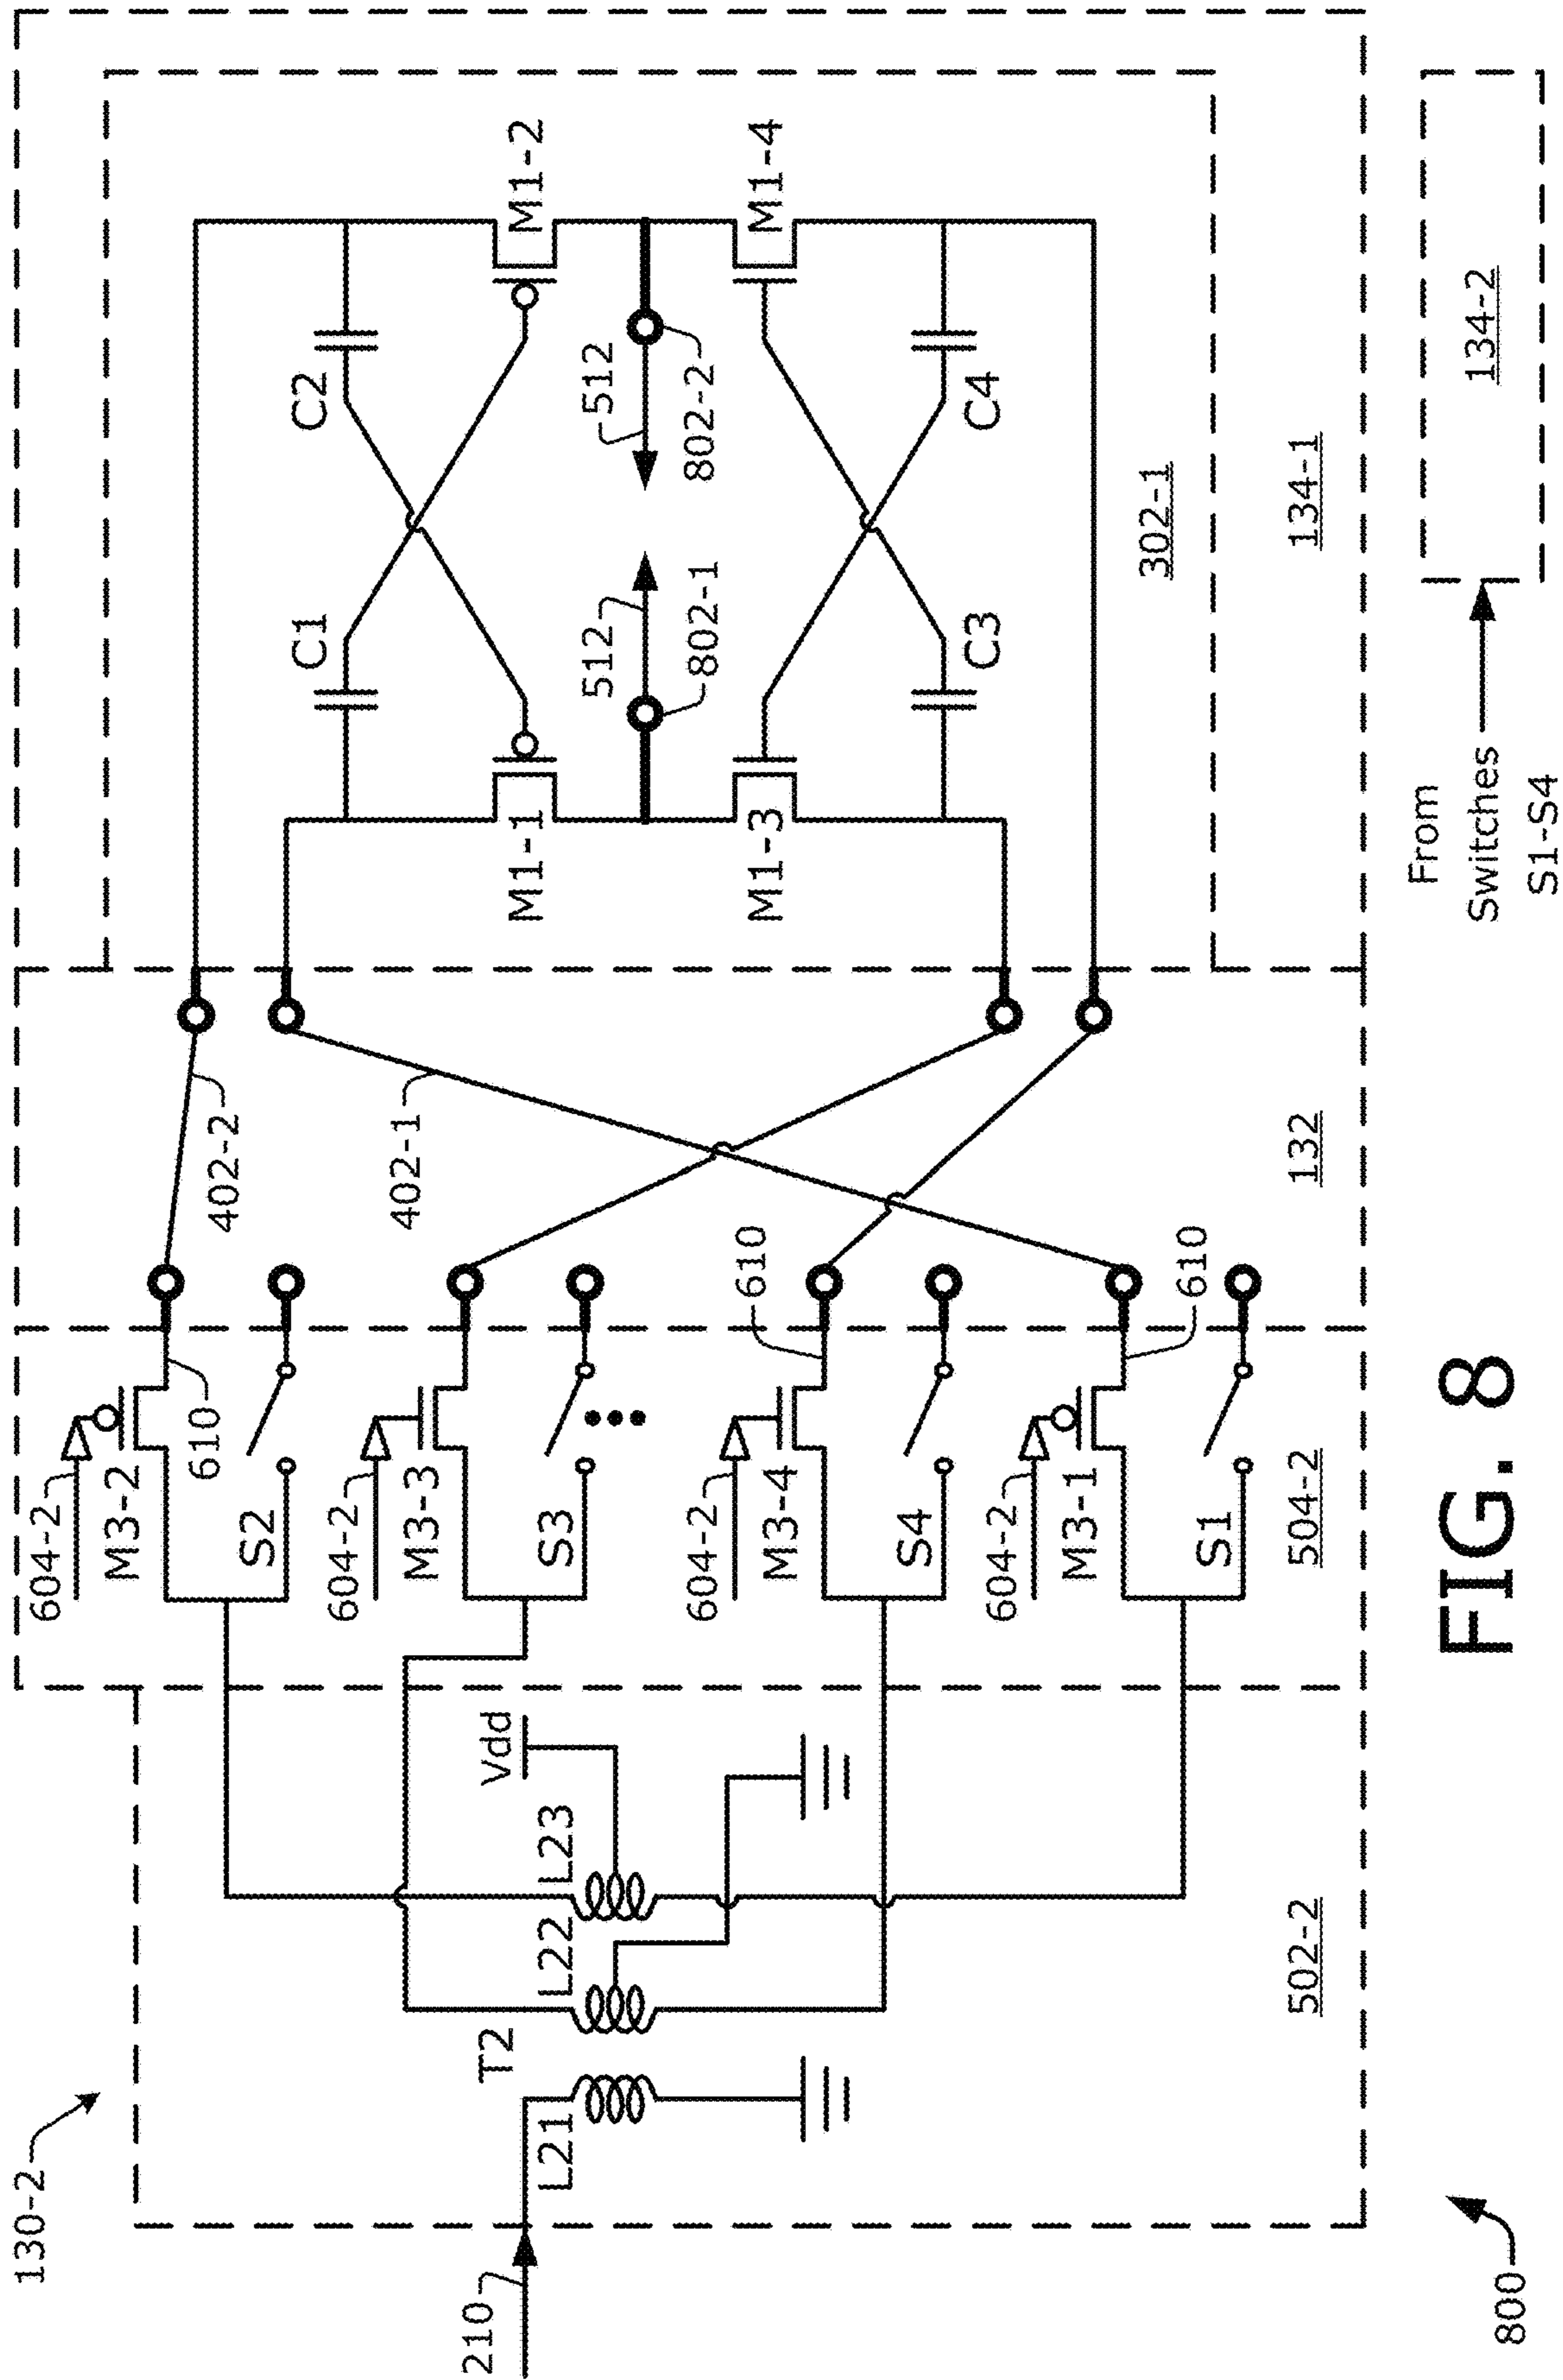 130-2
210
T2
L21
L22
L23
Vdd
502-2
604-2
M3-2
610
S2
604-2
M3-3
S3
604-2
M3-4
610
S4
604-2
M3-1
610
S1
504-2
402-2
402-1
132
C1
C2
M1-1
M1-2
512
512
802-1
802-2
M1-3
M1-4
C3
C4
302-1
134-1
From
Switches
S1-S4
134-2
800
FIG. 8